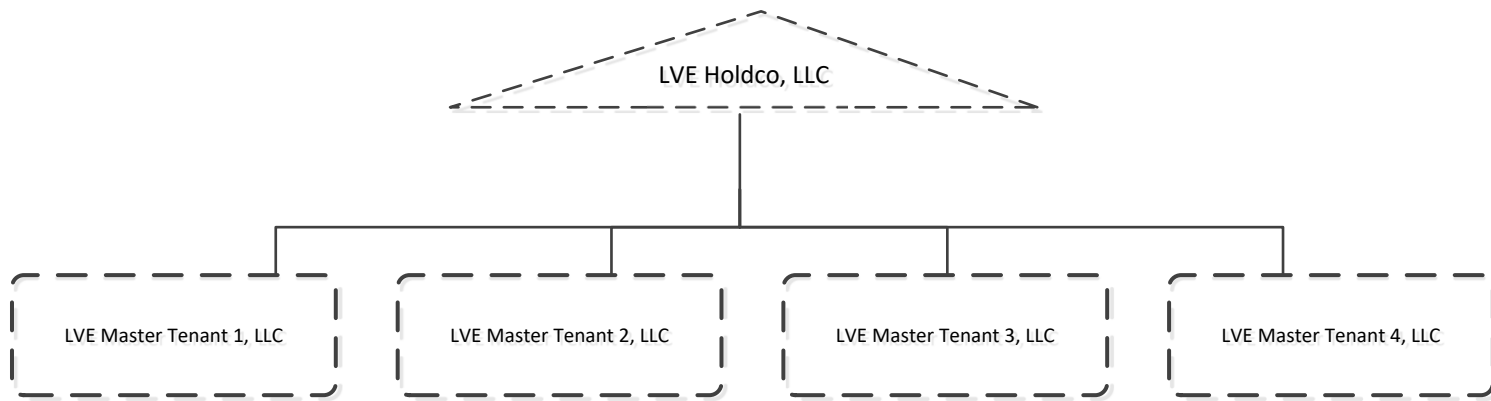 LVE Holdco, LLC
LVE Master Tenant 1, LLC
LVE Master Tenant 2, LLC
LVE Master Tenant 3, LLC
LVE Master Tenant 4, LLC